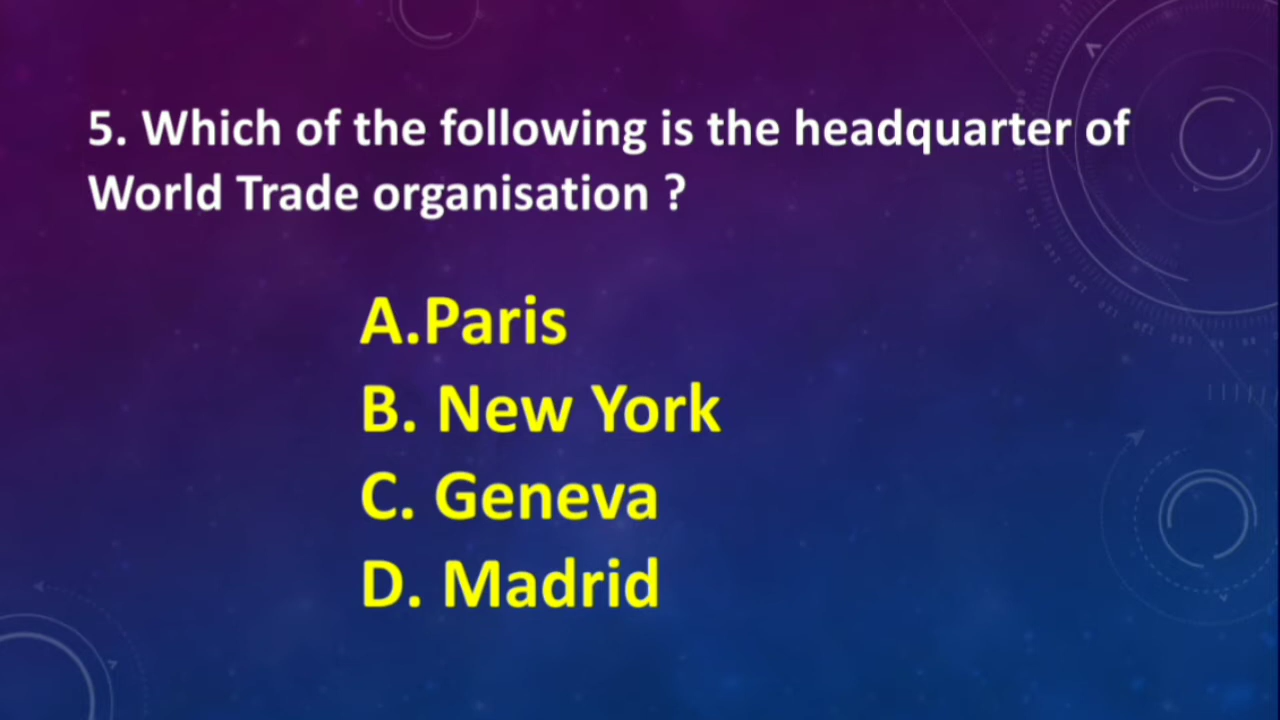 5. Which of the following is the headquarter of
World Trade organisation ?
A.Paris
B. New York
C. Geneva
D. Madrid